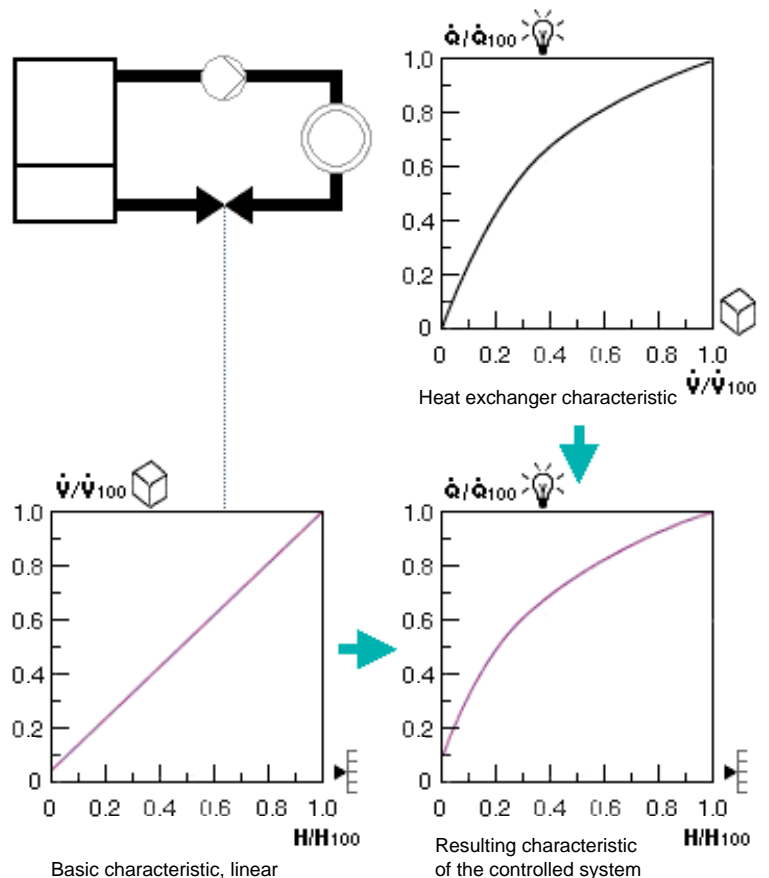 Q̇/Q̇100
1.0
0.8
0.6
0.4
0.2
0
0 0.2 0.4 0.6 0.8 1.0
V̇/V̇100
Heat exchanger characteristic
V̇/V̇100
1.0
0.8
0.6
0.4
0.2
0
0 0.2 0.4 0.6 0.8 1.0
H/H100
Basic characteristic, linear
Q̇/Q̇100
1.0
0.8
0.6
0.4
0.2
0
0 0.2 0.4 0.6 0.8 1.0
H/H100
Resulting characteristic
of the controlled system